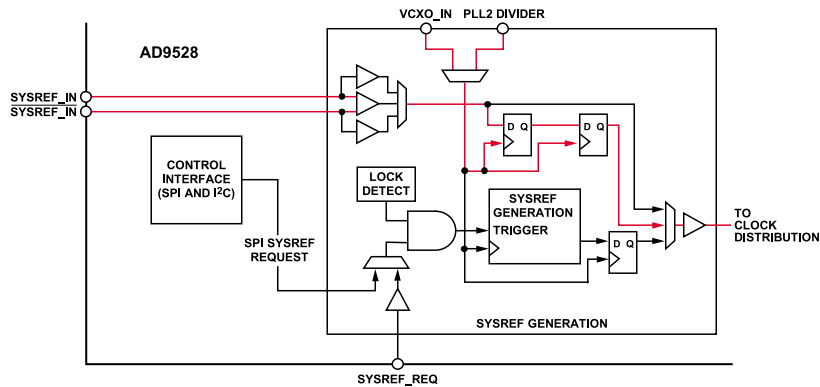 VCXO_IN
PLL2 DIVIDER
AD9528
SYSREF_IN
SYSREF_IN
D Q
D Q
CONTROL
INTERFACE
(SPI AND I²C)
LOCK
DETECT
SYSREF
GENERATION
TRIGGER
TO
CLOCK
DISTRIBUTION
D Q
SPI SYSREF
REQUEST
SYSREF GENERATION
SYSREF_REQ